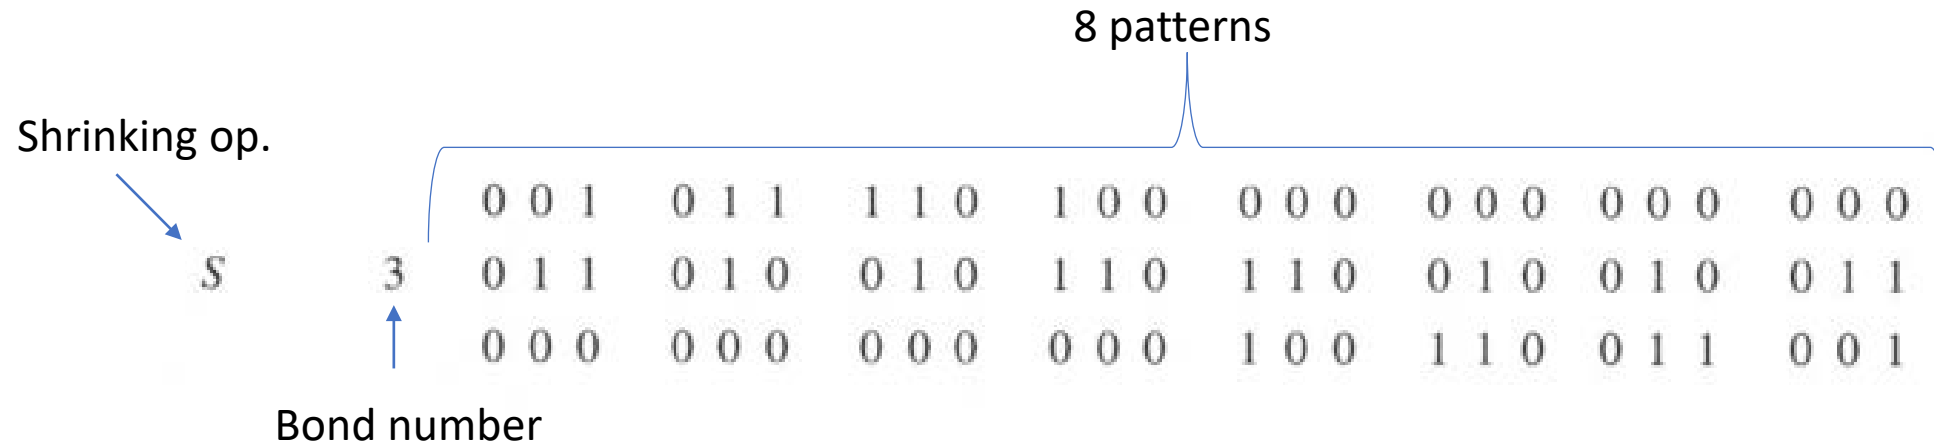 8 patterns
Shrinking op.
0 0 1 0 1 1 1 1 0 1 0 0 0 0 0 0 0 0 0 0 0 0 0 0
S 3 0 1 1 0 1 0 0 1 0 1 1 0 1 1 0 0 1 0 0 1 0 0 1 1
0 0 0 0 0 0 0 0 0 0 0 0 1 0 0 1 1 0 0 1 1 0 0 1
Bond number